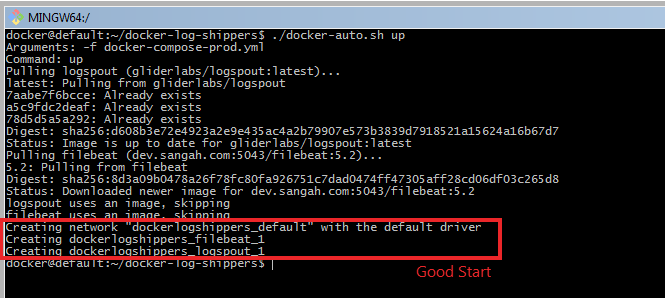 MINGW64:/
docker@default:~/docker-log-shippers$ ./docker-auto.sh up
Arguments: -f docker-compose-prod.yml
Command: up
Pulling logspout (gliderlabs/logspout:latest)...
latest: Pulling from gliderlabs/logspout
7aabe7f6bcce: Already exists
a5c9fdc2deaf: Already exists
78d5d5a5a292: Already exists
Digest: sha256:d608b3e72e4923a2e9e435ac4a2b79907e573b3839d7918521a15624a16b67d7
Status: Image is up to date for gliderlabs/logspout:latest
Pulling filebeat (dev.sangah.com:5043/filebeat:5.2)...
5.2: Pulling from filebeat
Digest: sha256:8d3a09b0478a26f78fc80fa926751c7dad0474ff47305aff28cd06df03c265d8
Status: Downloaded newer image for dev.sangah.com:5043/filebeat:5.2
logspout uses an image, skipping
filebeat uses an image, skipping
Creating network "dockerlogshippers_default" with the default driver
Creating dockerlogshippers_filebeat_1
Creating dockerlogshippers_logspout_1
docker@default:~/docker-log-shippers$
Good Start